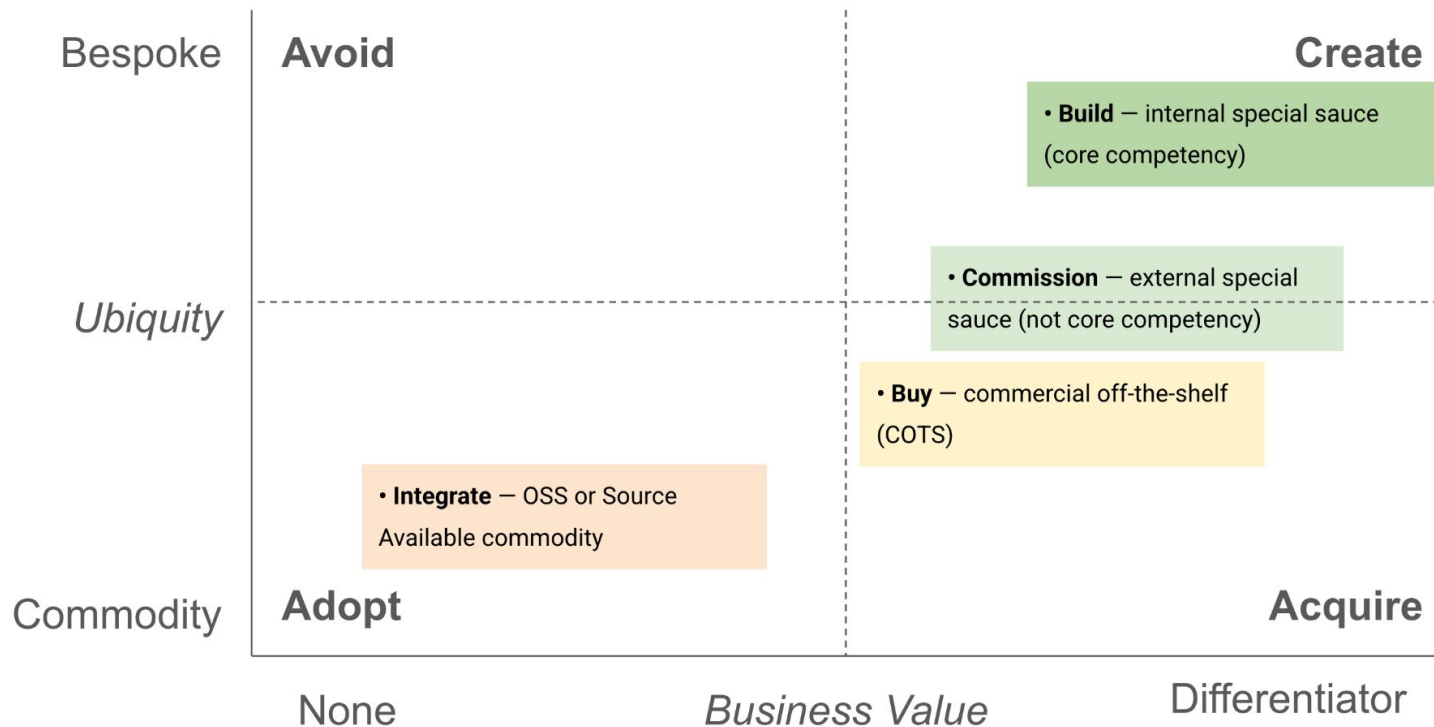 Bespoke
Avoid
Create
• Build — internal special sauce
(core competency)
• Commission — external special
sauce (not core competency)
Ubiquity
• Buy — commercial off-the-shelf
(COTS)
• Integrate — OSS or Source
Available commodity
Commodity
Adopt
Acquire
None
Business Value
Differentiator